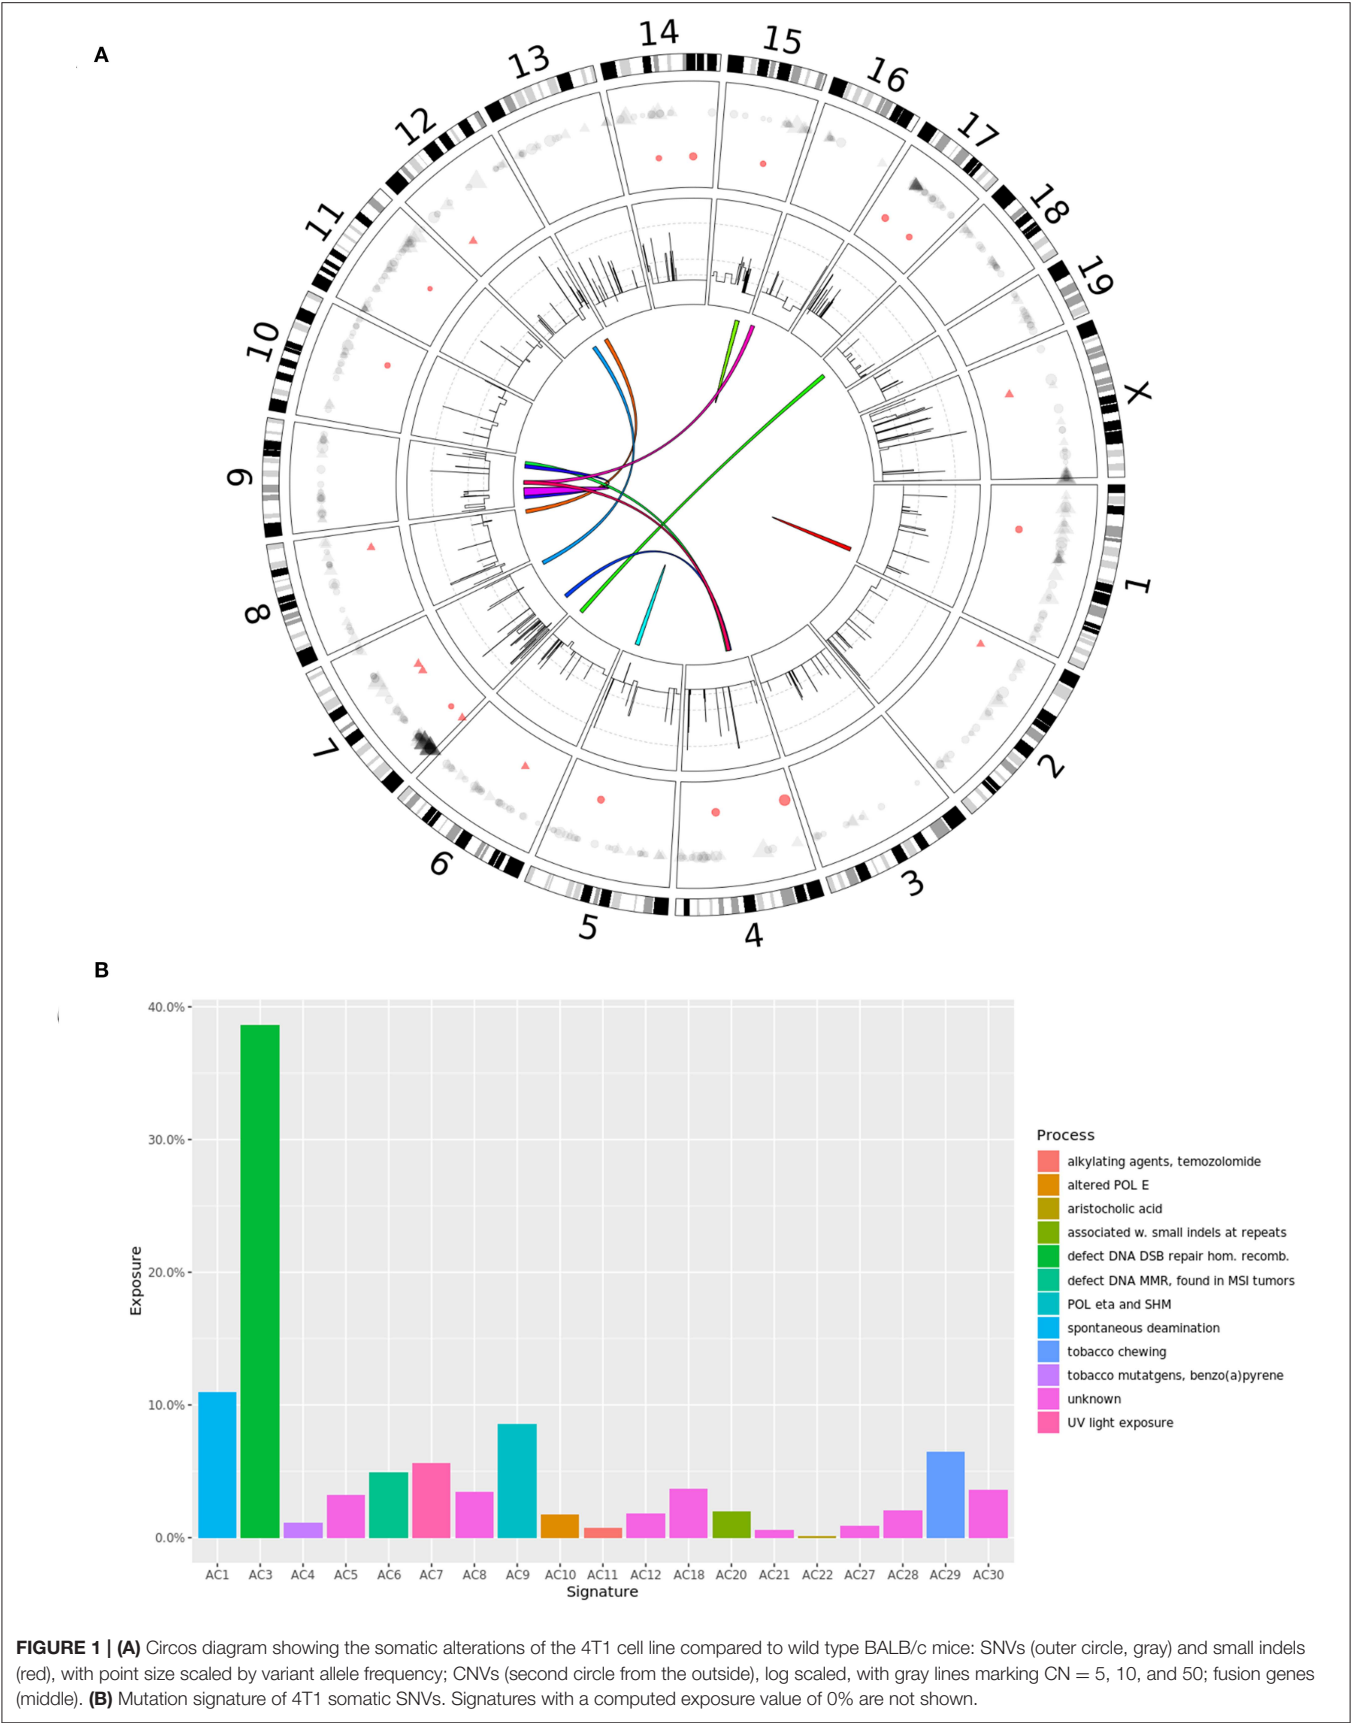 A
14
15
16
17
18
19
X
1
2
3
4
5
6
7
8
9
10
11
12
13
B
40.0%
30.0%
20.0%
10.0%
0.0%
Exposure
AC1 AC3 AC4 AC5 AC6 AC7 AC8 AC9 AC10 AC11 AC12 AC18 AC20 AC21 AC22 AC27 AC28 AC29 AC30
Signature
Process
alkylating agents, temozolomide
altered POL E
aristocholic acid
associated w. small indels at repeats
defect DNA DSB repair hom. recomb.
defect DNA MMR, found in MSI tumors
POL eta and SHM
spontaneous deamination
tobacco chewing
tobacco mutatgens, benzo(a)pyrene
unknown
UV light exposure
FIGURE 1 | (A) Circos diagram showing the somatic alterations of the 4T1 cell line compared to wild type BALB/c mice: SNVs (outer circle, gray) and small indels
(red), with point size scaled by variant allele frequency; CNVs (second circle from the outside), log scaled, with gray lines marking CN = 5, 10, and 50; fusion genes
(middle). (B) Mutation signature of 4T1 somatic SNVs. Signatures with a computed exposure value of 0% are not shown.